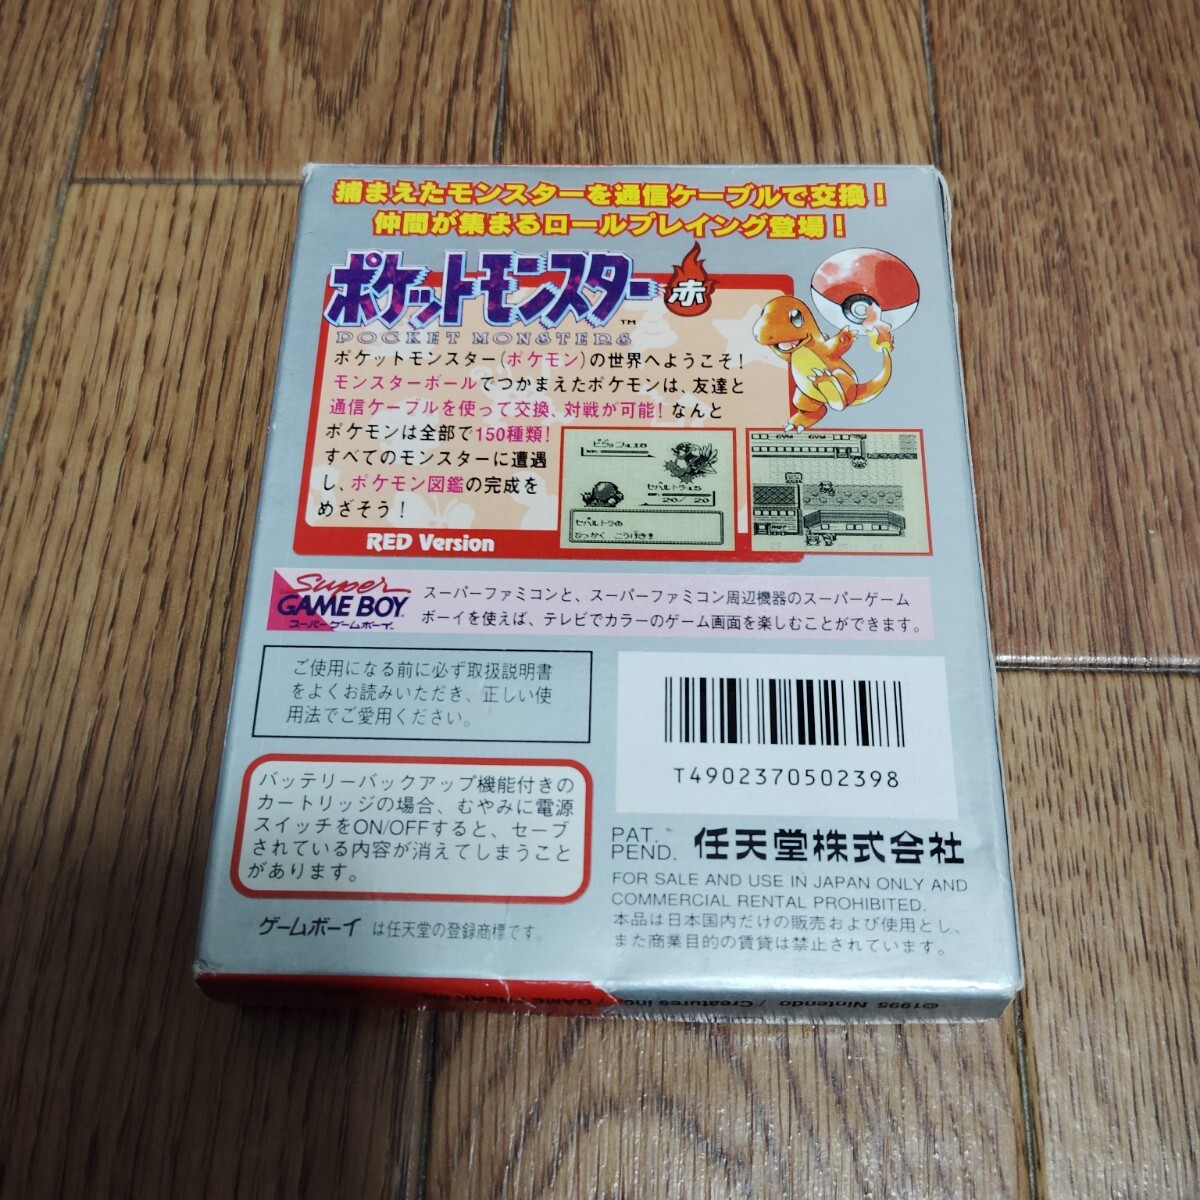 捕まえたモンスターを通信ケーブルで交換！
仲間が集まるロールプレイング登場！
ポケットモンスター 赤
TM
POCKET MONSTERS
ポケットモンスター（ポケモン）の世界へようこそ！
モンスターボールでつかまえたポケモンは、友達と
通信ケーブルを使って交換、対戦が可能！なんと
ポケモンは全部で150種類！
すべてのモンスターに遭遇
し、ポケモン図鑑の完成を
めざそう！
RED Version
20/ 20
ひっかく こうげき！
GYM GYM
Super
GAME BOY
スーパーゲームボーイ
スーパーファミコンと、スーパーファミコン周辺機器のスーパーゲーム
ボーイを使えば、テレビでカラーのゲーム画面を楽しむことができます。
ご使用になる前に必ず取扱説明書
をよくお読みいただき、正しい使
用法でご愛用ください。
バッテリーバックアップ機能付きの
カートリッジの場合、むやみに電源
スイッチをON/OFFすると、セーブ
されている内容が消えてしまうこと
があります。
ゲームボーイ は任天堂の登録商標です。
T4902370502398
PAT.
PEND. 任天堂株式会社
FOR SALE AND USE IN JAPAN ONLY AND
COMMERCIAL RENTAL PROHIBITED.
本品は日本国内だけの販売および使用とし、
また商業目的の賃貸は禁止されています。
©1995 Nintendo / Creatures inc. / GAME FREAK inc.